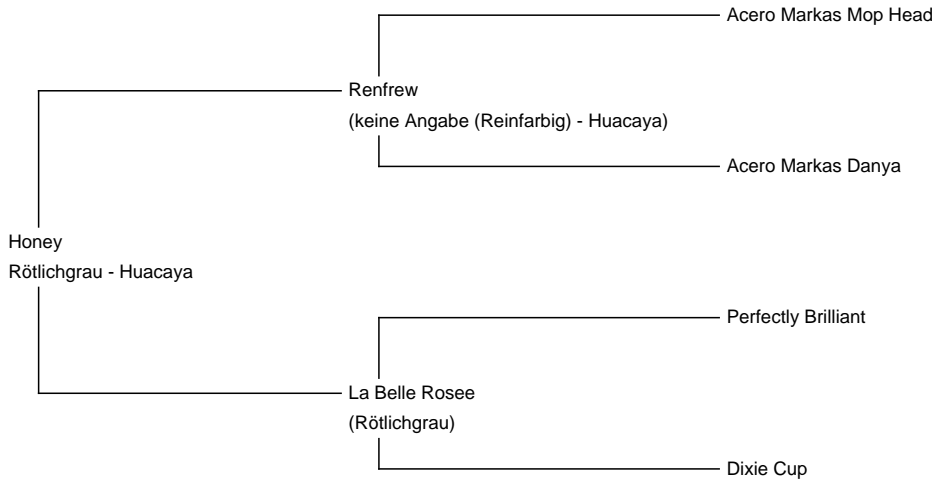 Acero Markas Mop Head
Renfrew
(keine Angabe (Reinfarbig) - Huacaya)
Acero Markas Danya
Honey
Rötlichgrau - Huacaya
Perfectly Brilliant
La Belle Rosee
(Rötlichgrau)
Dixie Cup